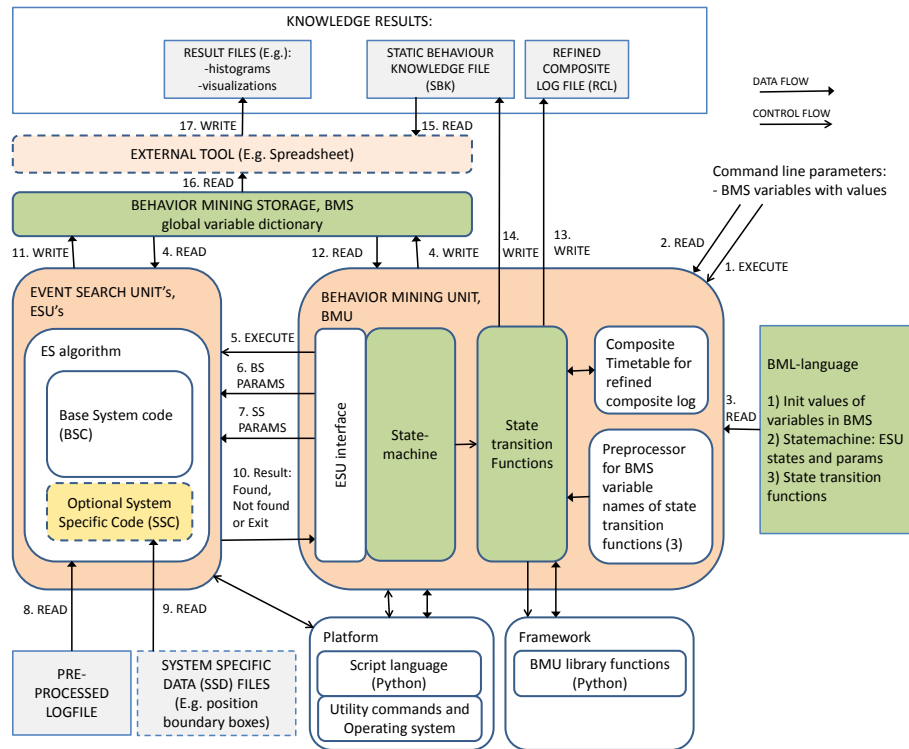 KNOWLEDGE RESULTS:
RESULT FILES (E.g.):
-histograms
-visualizations
STATIC BEHAVIOUR
KNOWLEDGE FILE
(SBK)
REFINED
COMPOSITE
LOG FILE (RCL)
DATA FLOW
CONTROL FLOW
17. WRITE
15. READ
EXTERNAL TOOL (E.g. Spreadsheet)
16. READ
BEHAVIOR MINING STORAGE, BMS
global variable dictionary
Command line parameters:
- BMS variables with values
11. WRITE
4. READ
12. READ
4. WRITE
14.
WRITE
13.
WRITE
2. READ
1. EXECUTE
EVENT SEARCH UNIT's,
ESU's
ES algorithm
Base System code
(BSC)
Optional System
Specific Code (SSC)
5. EXECUTE
6. BS
PARAMS
7. SS
PARAMS
10. Result:
Found,
Not found
or Exit
BEHAVIOR MINING UNIT,
BMU
ESU interface
State-
machine
State
transition
Functions
Composite
Timetable for
refined
composite log
Preprocessor
for BMS
variable
names of state
transition
functions (3)
3.
READ
BML-language
1) Init values of
variables in BMS
2) Statemachine: ESU
states and params
3) State transition
functions
8. READ
9. READ
PRE-
PROCESSED
LOGFILE
SYSTEM SPECIFIC
DATA (SSD) FILES
(E.g. position
boundary boxes)
Platform
Script language
(Python)
Utility commands and
Operating system
Framework
BMU library functions
(Python)